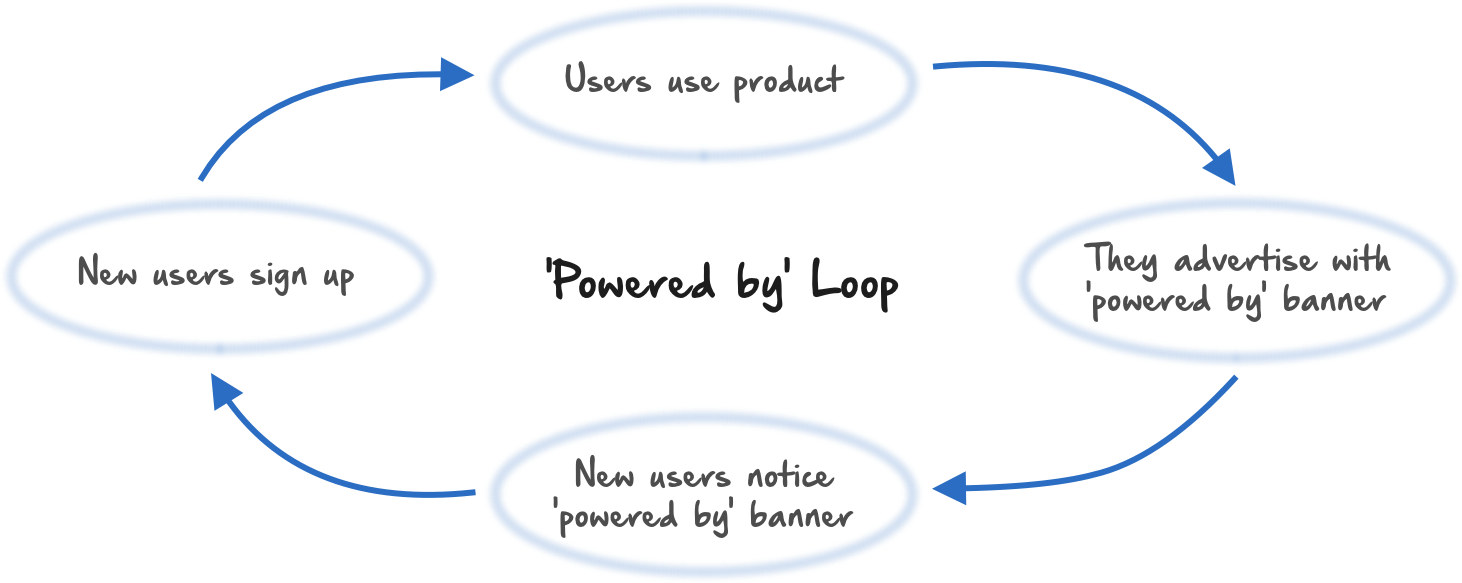 Users use product
New users sign up
'Powered by' Loop
They advertise with
'powered by' banner
New users notice
'powered by' banner